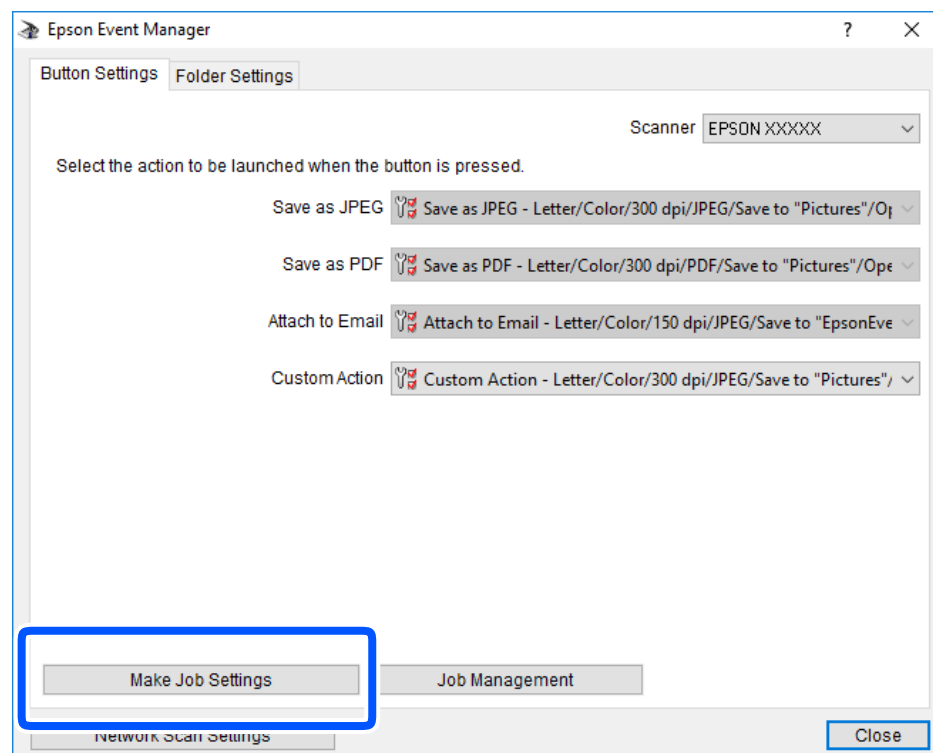 Epson Event Manager ?
Button Settings Folder Settings
Scanner EPSON XXXXX
Select the action to be launched when the button is pressed.
Save as JPEG Save as JPEG - Letter/Color/300 dpi/JPEG/Save to "Pictures"/O
Save as PDF Save as PDF - Letter/Color/300 dpi/PDF/Save to "Pictures"/Ope
Attach to Email Attach to Email - Letter/Color/150 dpi/JPEG/Save to "EpsonEve
Custom Action Custom Action - Letter/Color/300 dpi/JPEG/Save to "Pictures"/
Make Job Settings Job Management
Network Scan Settings Close